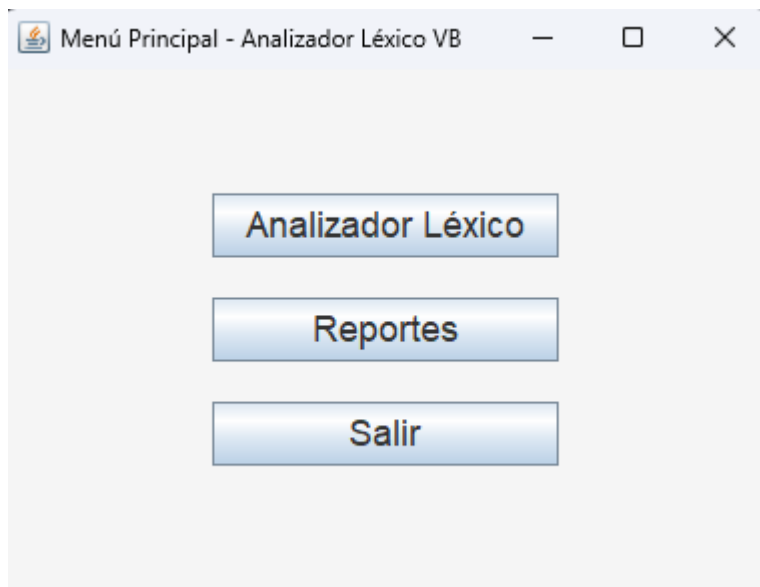 Menú Principal - Analizador Léxico VB
Analizador Léxico
Reportes
Salir